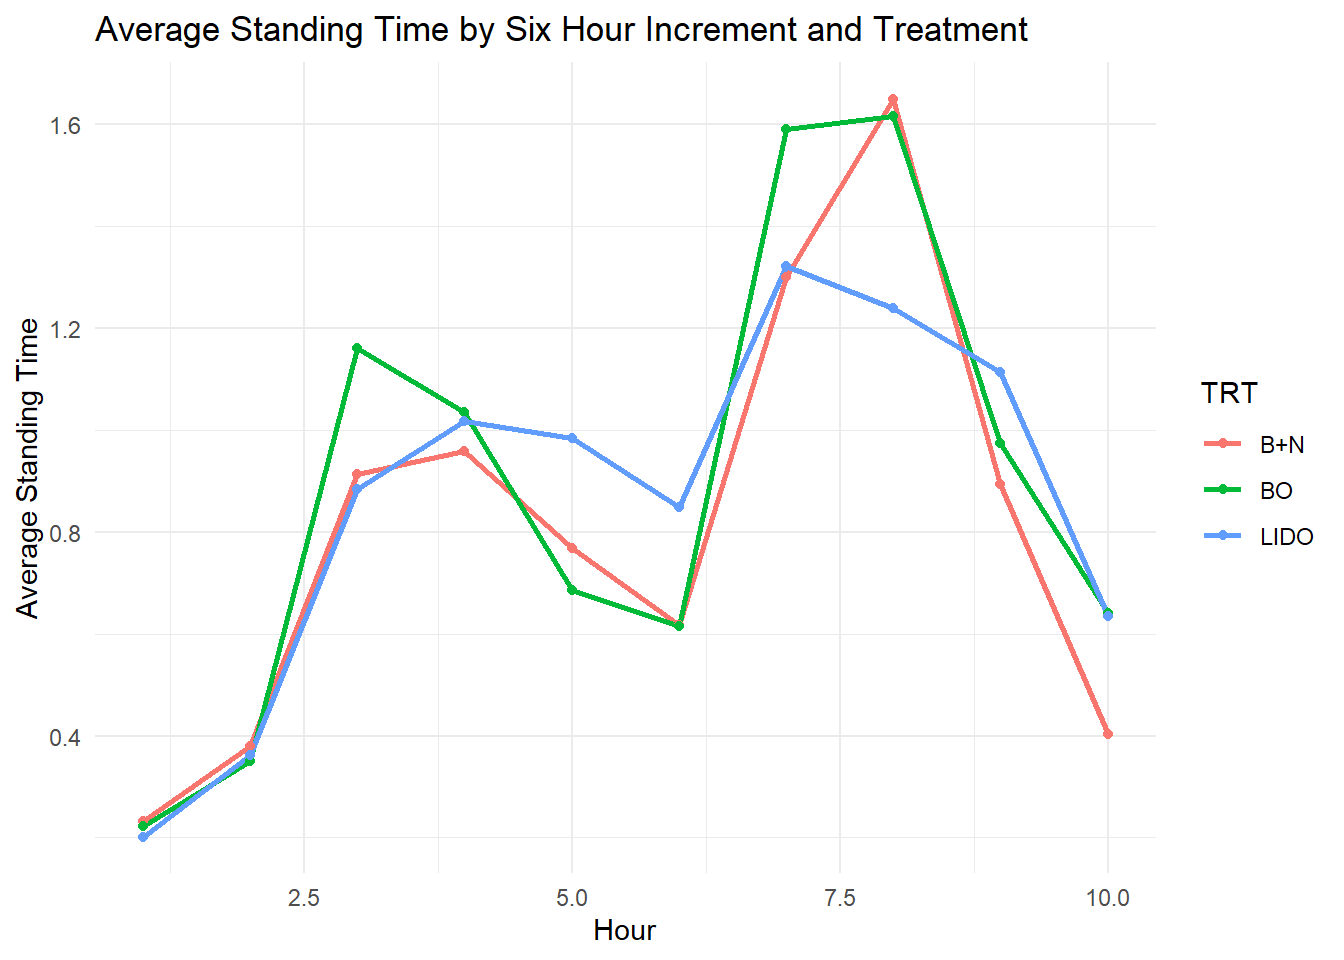 Average Standing Time by Six Hour Increment and Treatment
1.6
1.2
0.8
0.4
Average Standing Time
2.5 5.0 7.5 10.0
Hour
TRT
B+N
BO
LIDO